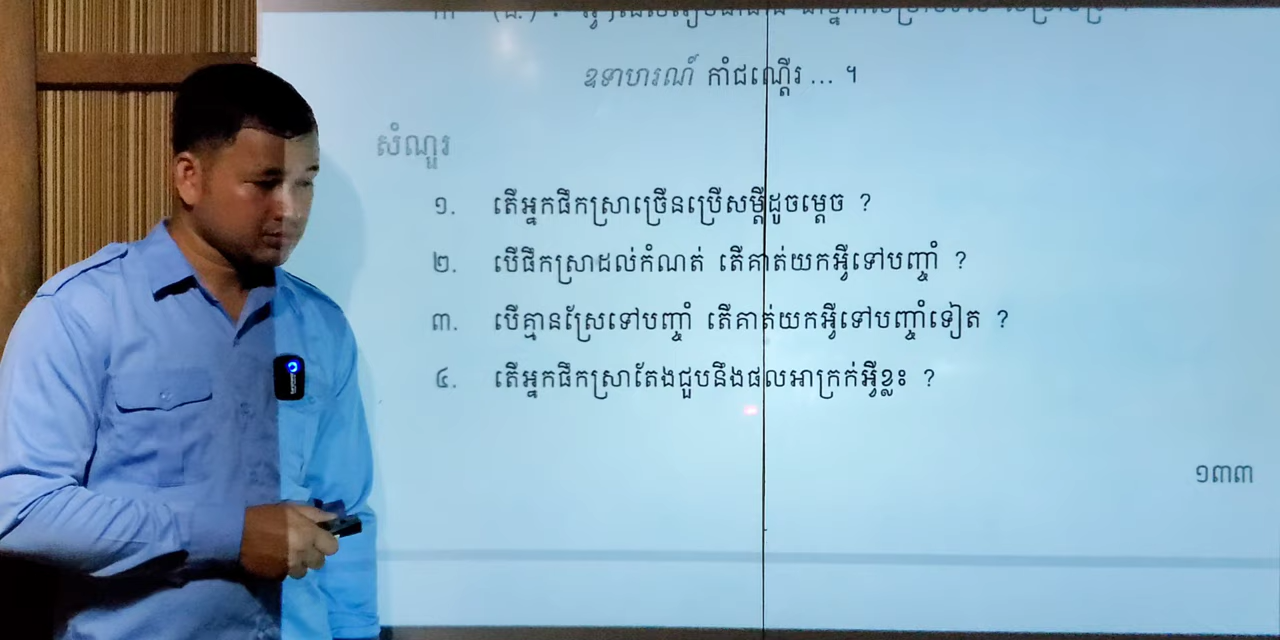 ឧទាហរណ៍ កាំជណ្ដើរ ... ។
សំណួរ
១. តើអ្នកផឹកស្រាច្រើនប្រើសម្ដីដូចម្ដេច ?
២. បើផឹកស្រាដល់កំណត់ តើគាត់យកអ្វីទៅបញ្ចាំ ?
៣. បើគ្មានស្រែទៅបញ្ចាំ តើគាត់យកអ្វីទៅបញ្ចាំទៀត ?
៤. តើអ្នកផឹកស្រាតែងជួបនឹងផលអាក្រក់អ្វីខ្លះ ?
១៣៣